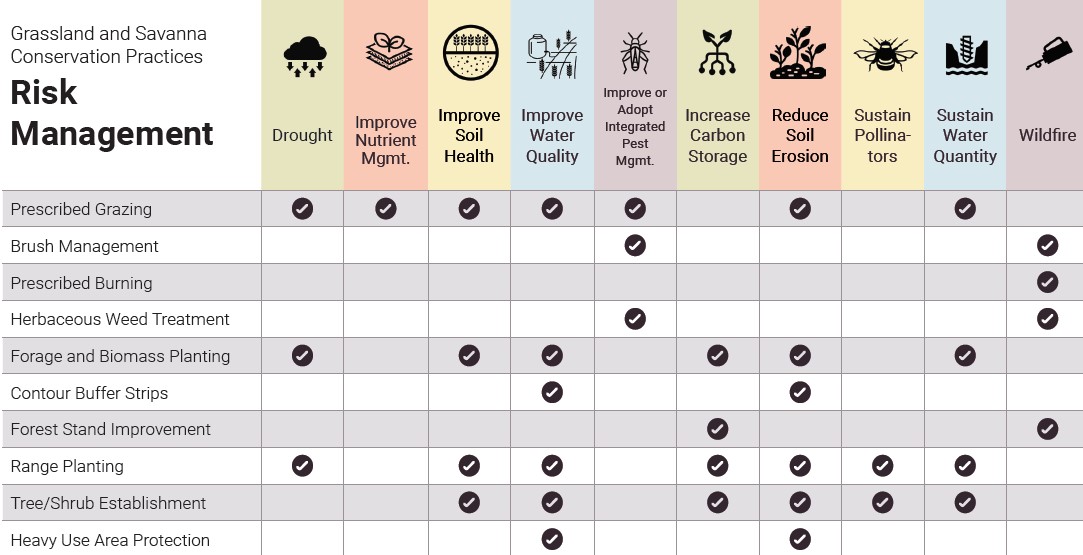 Grassland and Savanna
Conservation Practices
Risk
Management
Drought
Improve
Nutrient
Mgmt.
Improve
Soil
Health
Improve
Water
Quality
Improve or
Adopt
Integrated
Pest
Mgmt.
Increase
Carbon
Storage
Reduce
Soil
Erosion
Sustain
Pollina-
tors
Sustain
Water
Quantity
Wildfire
Prescribed Grazing
Brush Management
Prescribed Burning
Herbaceous Weed Treatment
Forage and Biomass Planting
Contour Buffer Strips
Forest Stand Improvement
Range Planting
Tree/Shrub Establishment
Heavy Use Area Protection